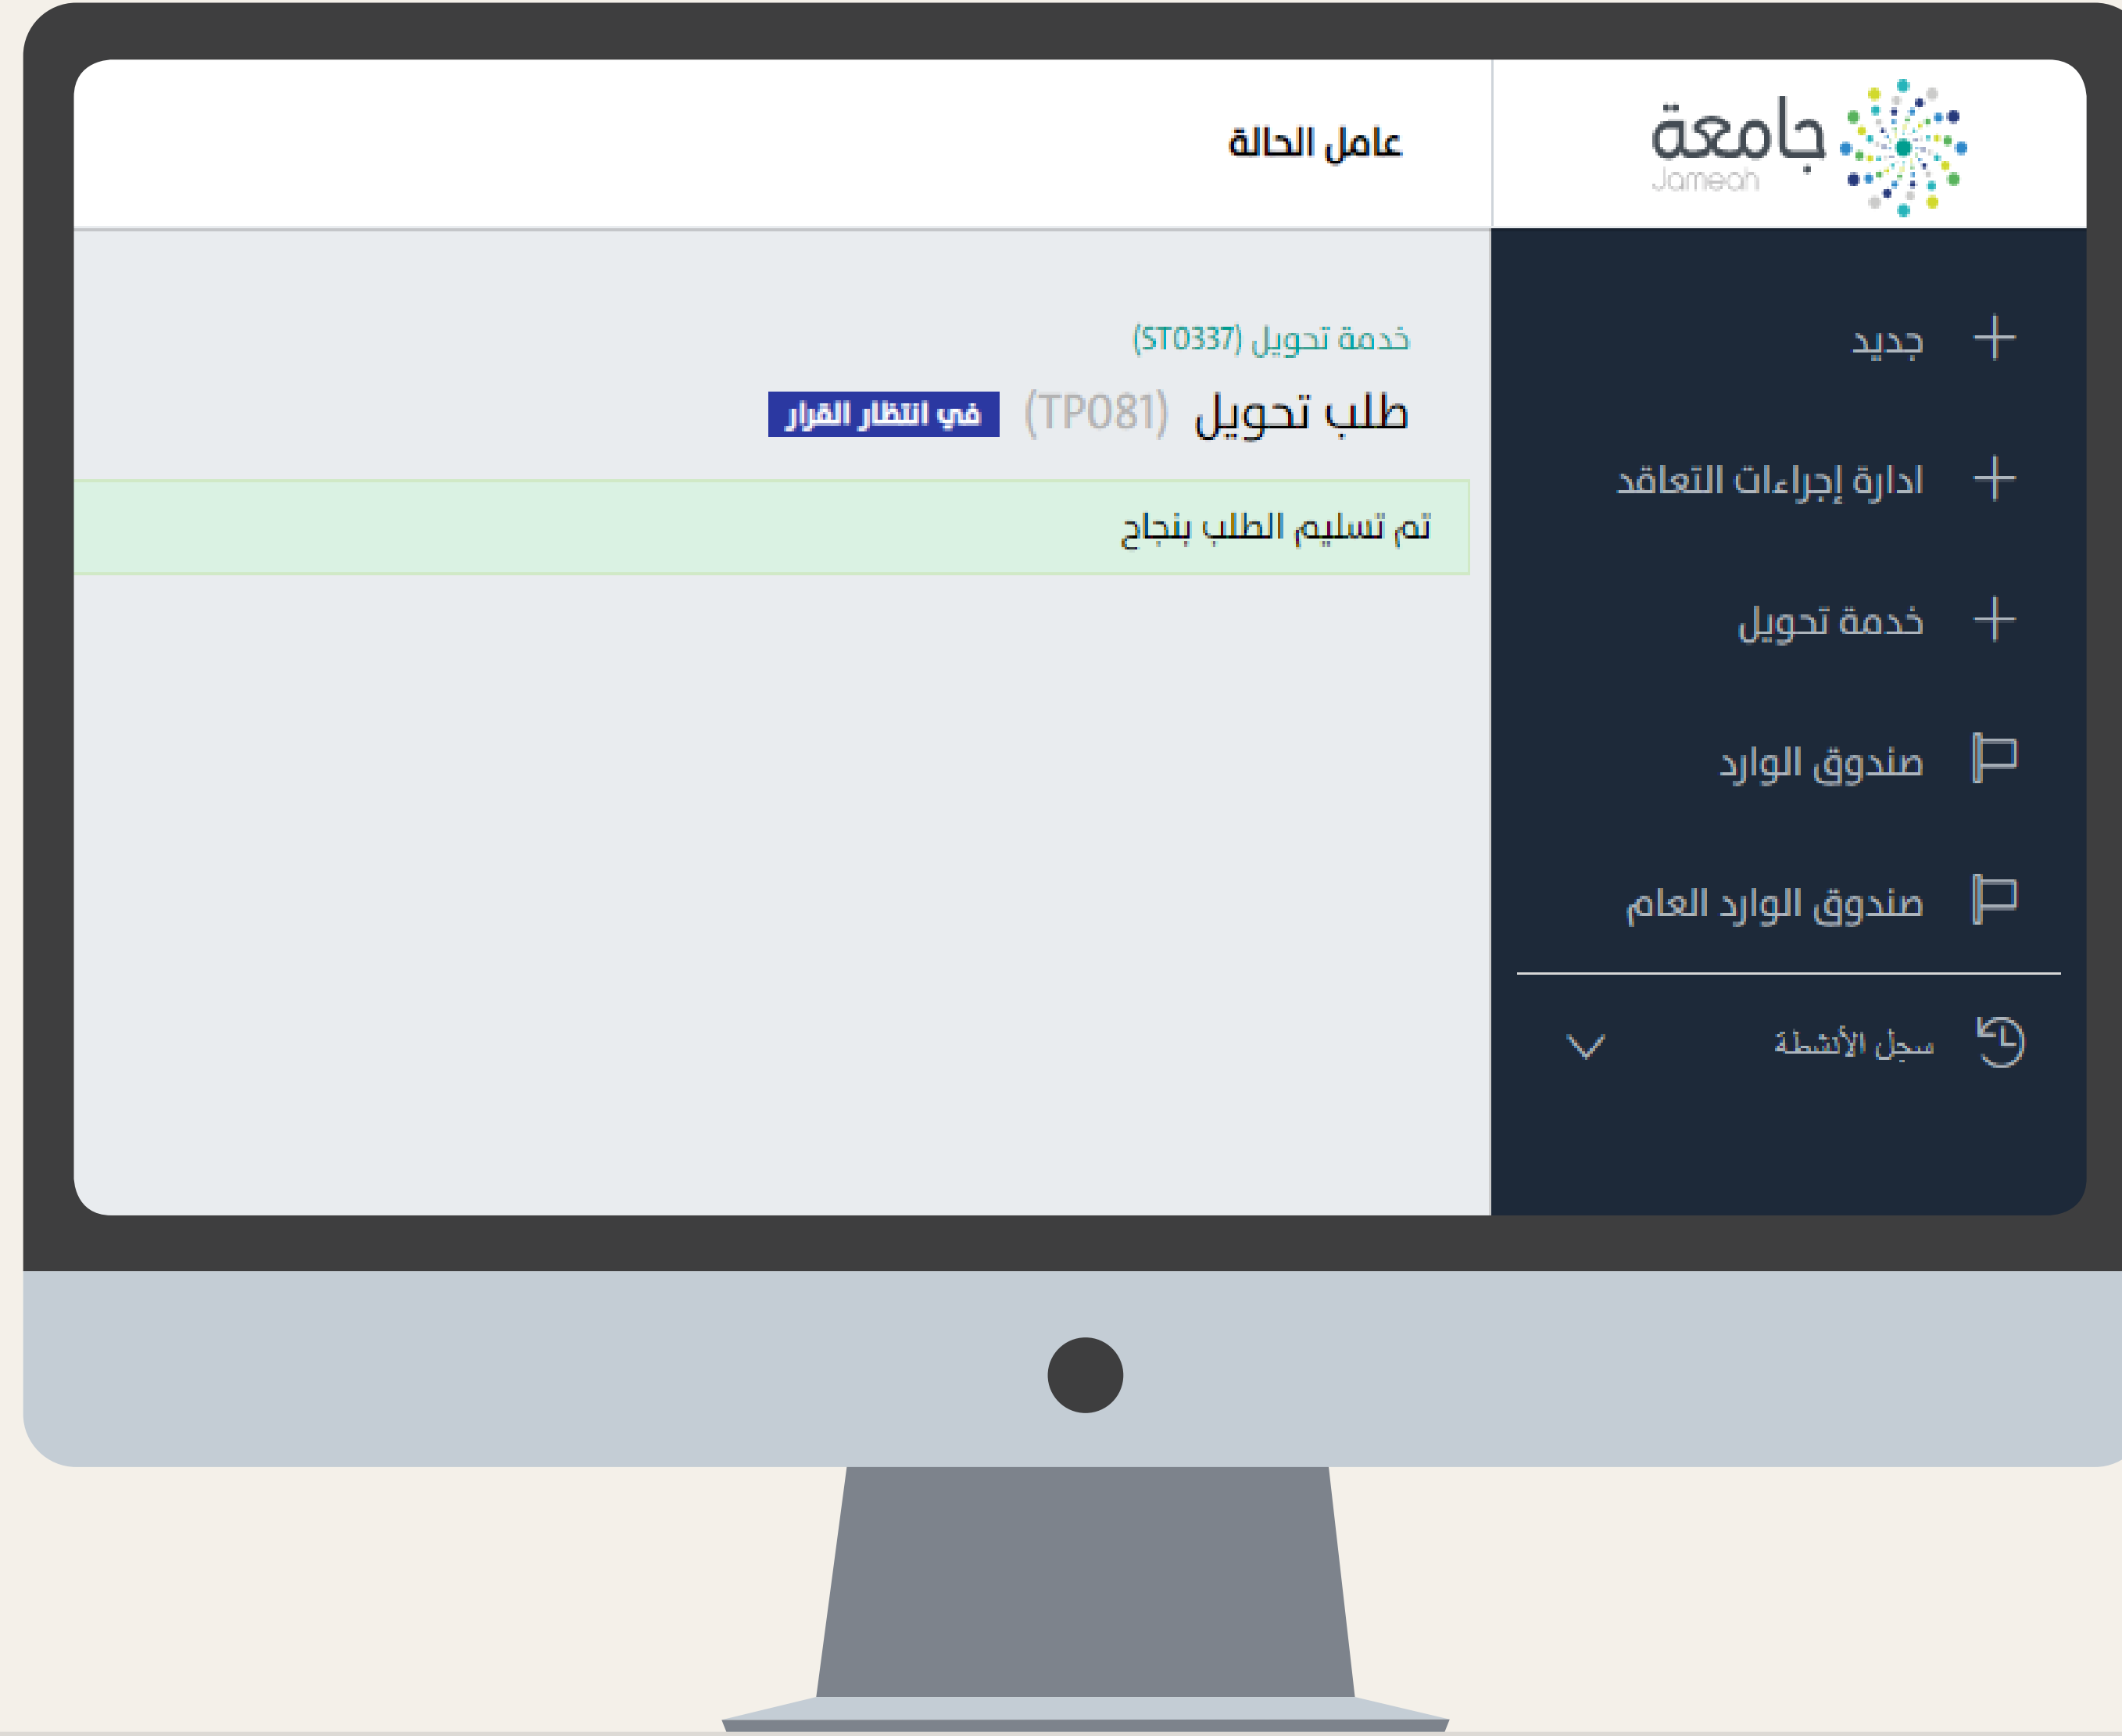 جامعة
Jameah
عامل الحالة
جديد
ادارة إجراءات التعاقد
خدمة تحويل
صندوق الوارد
صندوق الوارد العام
سجل الأنشطة
خدمة تحويل (ST0337)
طلب تحويل (TP081) في انتظار القرار
تم تسليم الطلب بنجاح